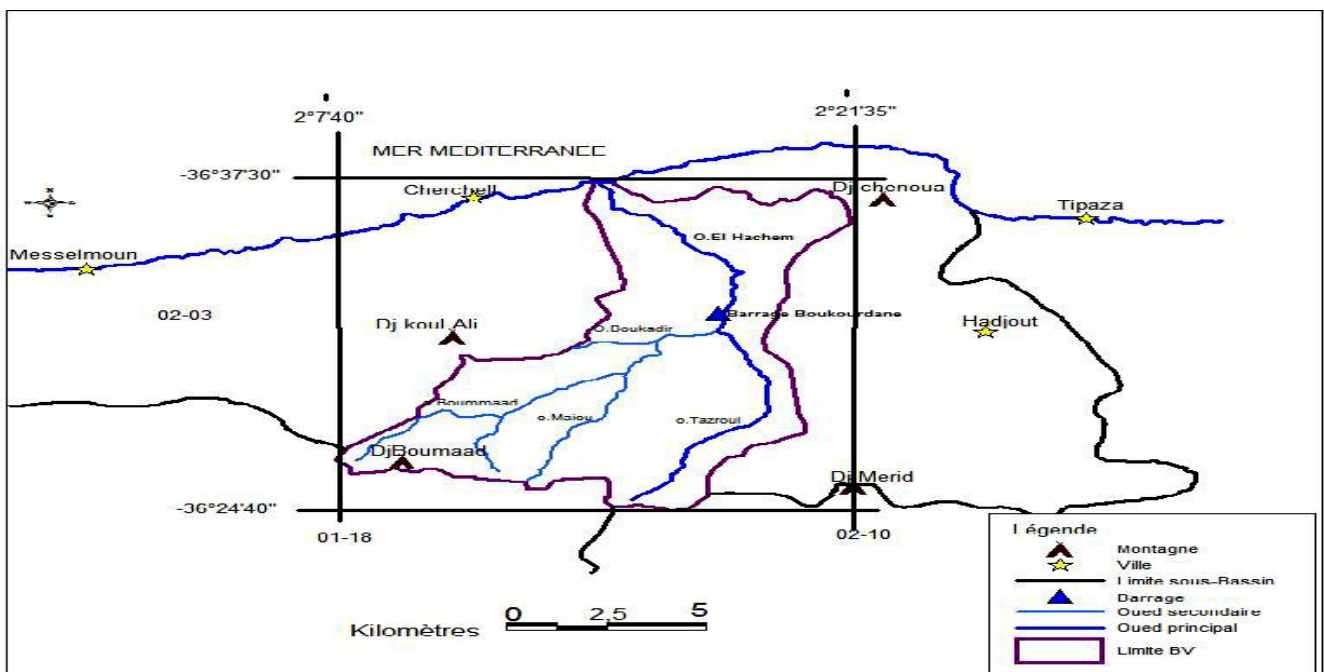 2°7'40"
2°21'35"
MER MEDITERRANEE
-36°37'30"
Cherchell
Dj chenoua
Tipaza
O.El Hachem
Messelmoun
02-03
Barrage Boukourdane
Hadjout
Dj koul Ali
O.Boukadir
Boummaad
o.Maiou
o.Tazroul
DjBoumaad
Dj Merid
-36°24'40"
01-18
02-10
Légende
Montagne
Ville
Limite sous-Bassin
Barrage
Oued secondaire
Oued principal
Limite BV
0 2,5 5
Kilomètres